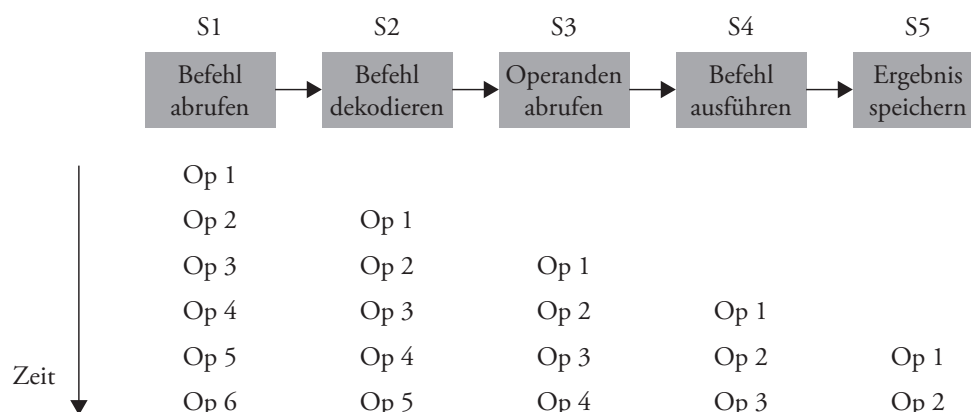 S1 S2 S3 S4 S5
Befehl Befehl Operanden Befehl Ergebnis
abrufen dekodieren abrufen ausführen speichern
Op 1
Op 2 Op 1
Op 3 Op 2 Op 1
Op 4 Op 3 Op 2 Op 1
Op 5 Op 4 Op 3 Op 2 Op 1
Zeit
Op 6 Op 5 Op 4 Op 3 Op 2